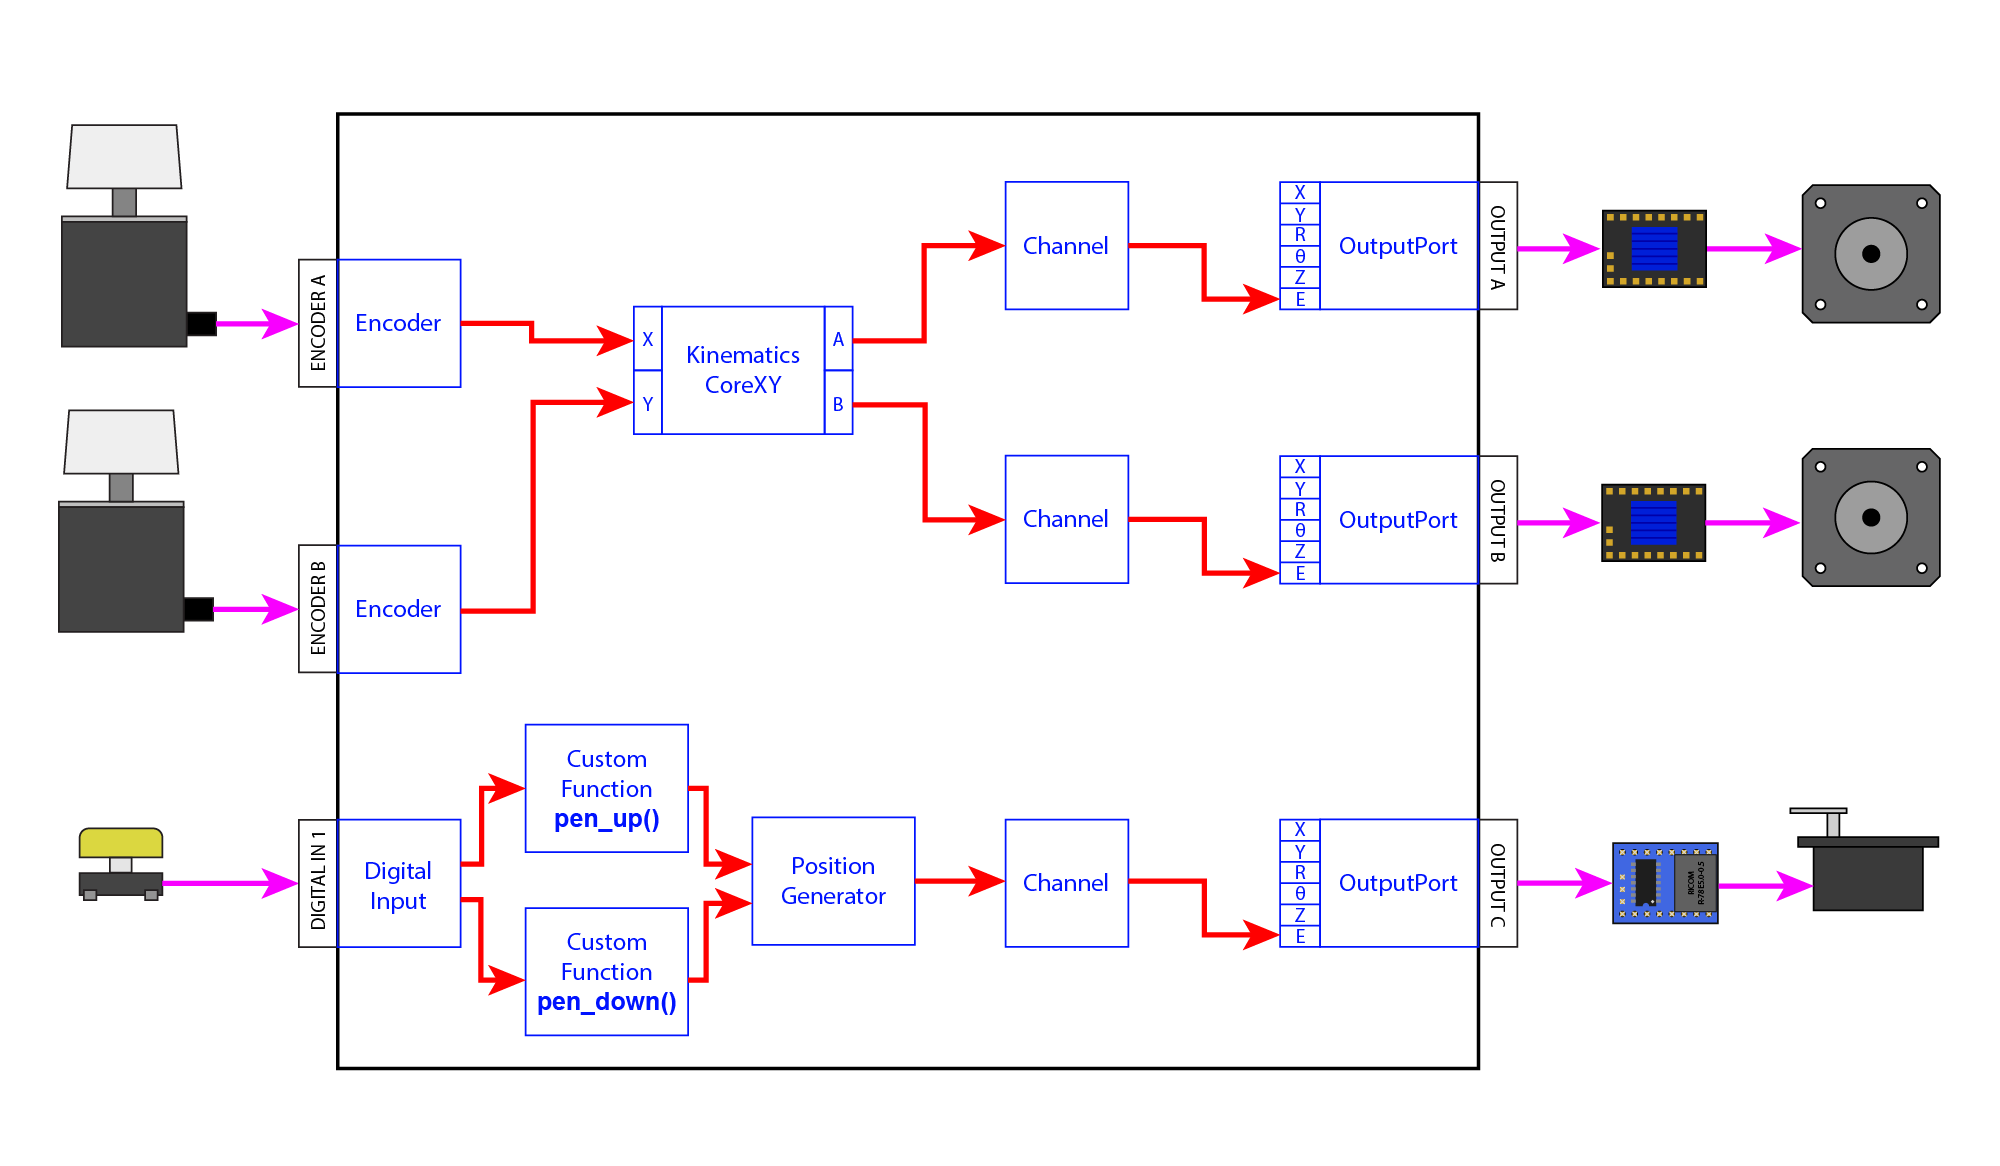 ENCODER A
Encoder
X
Y
Kinematics
CoreXY
A
B
Channel
X
Y
R
θ
Z
E
OutputPort
OUTPUT A
ENCODER B
Encoder
Channel
X
Y
R
θ
Z
E
OutputPort
OUTPUT B
DIGITAL IN 1
Digital
Input
Custom
Function
pen_up()
Custom
Function
pen_down()
Position
Generator
Channel
X
Y
R
θ
Z
E
OutputPort
OUTPUT C
RICOM
R-78E5.0-0.5